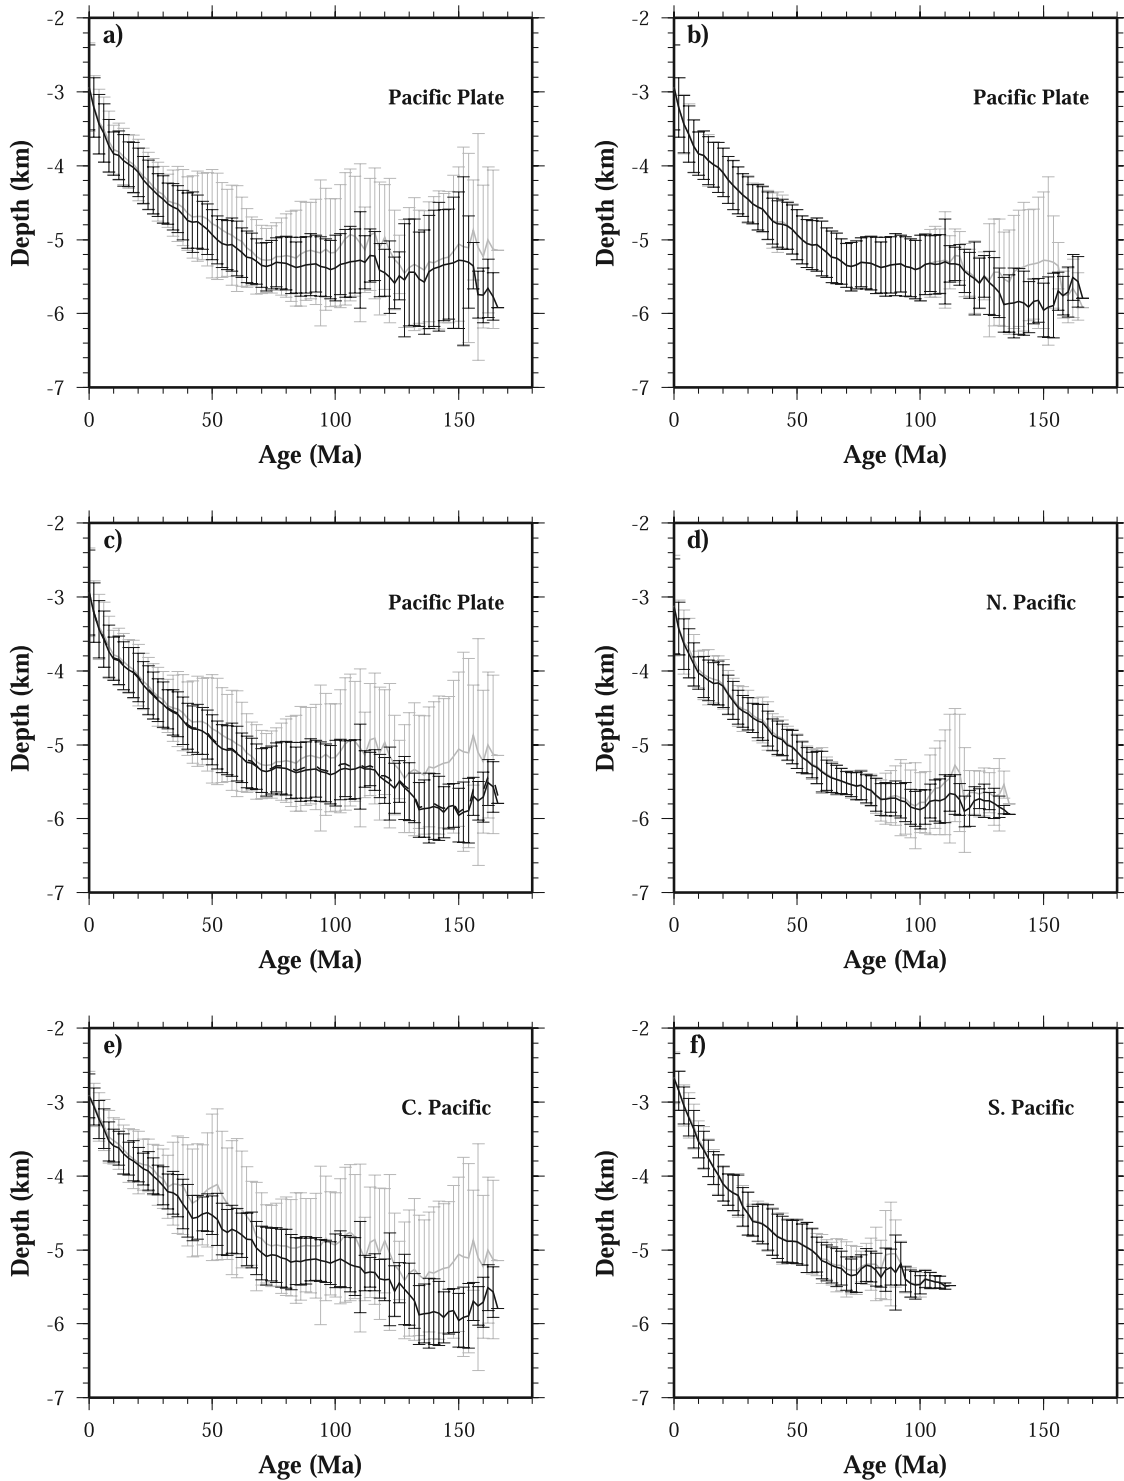 a)
Pacific Plate
-2
-3
-4
-5
-6
-7
Depth (km)
0 50 100 150
Age (Ma)
b)
Pacific Plate
-2
-3
-4
-5
-6
-7
Depth (km)
0 50 100 150
Age (Ma)
c)
Pacific Plate
-2
-3
-4
-5
-6
-7
Depth (km)
0 50 100 150
Age (Ma)
d)
N. Pacific
-2
-3
-4
-5
-6
-7
Depth (km)
0 50 100 150
Age (Ma)
e)
C. Pacific
-2
-3
-4
-5
-6
-7
Depth (km)
0 50 100 150
Age (Ma)
f)
S. Pacific
-2
-3
-4
-5
-6
-7
Depth (km)
0 50 100 150
Age (Ma)